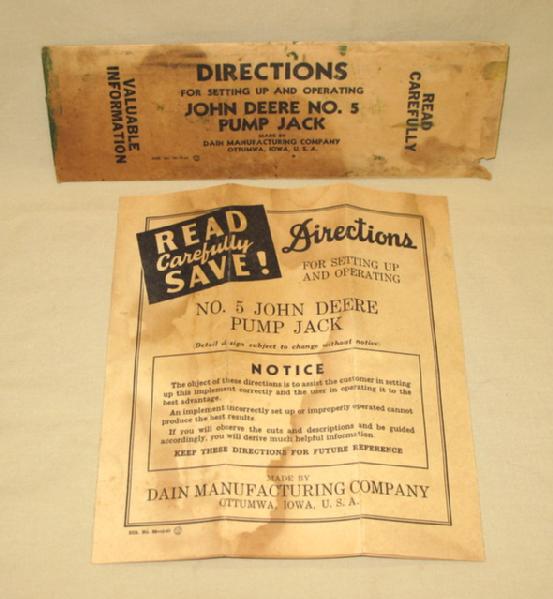 VALUABLE
INFORMATION
DIRECTIONS
FOR SETTING UP AND OPERATING
JOHN DEERE NO. 5
PUMP JACK
MADE BY
DAIN MANUFACTURING COMPANY
OTTUMWA, IOWA, U. S. A.
READ
CAREFULLY
READ
Carefully
SAVE!
Directions
FOR SETTING UP
AND OPERATING
NO. 5 JOHN DEERE
PUMP JACK
(Detail design subject to change without notice)
NOTICE
The object of these directions is to assist the customer in setting
up this implement correctly and the user in operating it to the
best advantage.
An implement incorrectly set up or improperly operated cannot
produce the best results.
If you will observe the cuts and descriptions and be guided
accordingly, you will derive much helpful information.
KEEP THESE DIRECTIONS FOR FUTURE REFERENCE
MADE BY
DAIN MANUFACTURING COMPANY
OTTUMWA, IOWA, U. S. A.